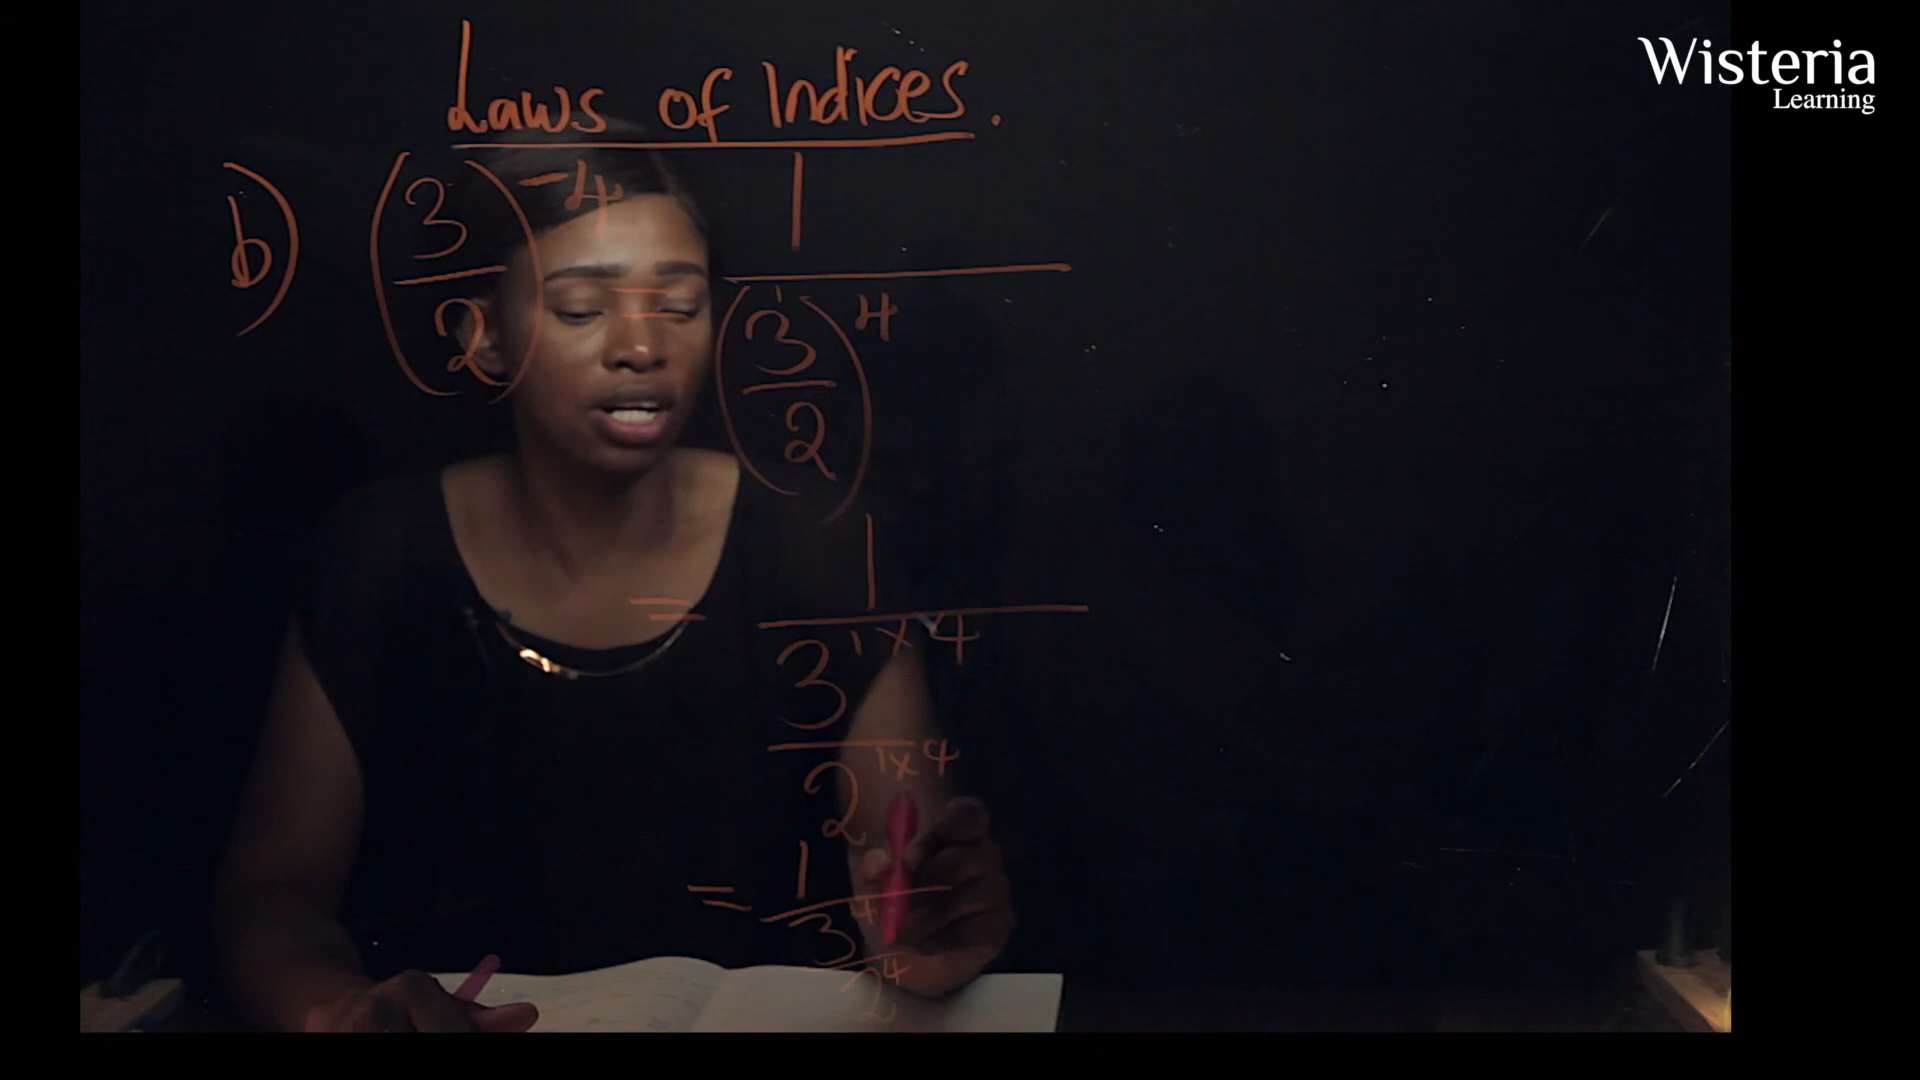 Wisteria
Learning
Laws of Indices.
b) (3/2)^-4 = 1/(3^1/2)^4
= 1/(3^1x4/2^1x4)
= 1/(3^4/2^4)